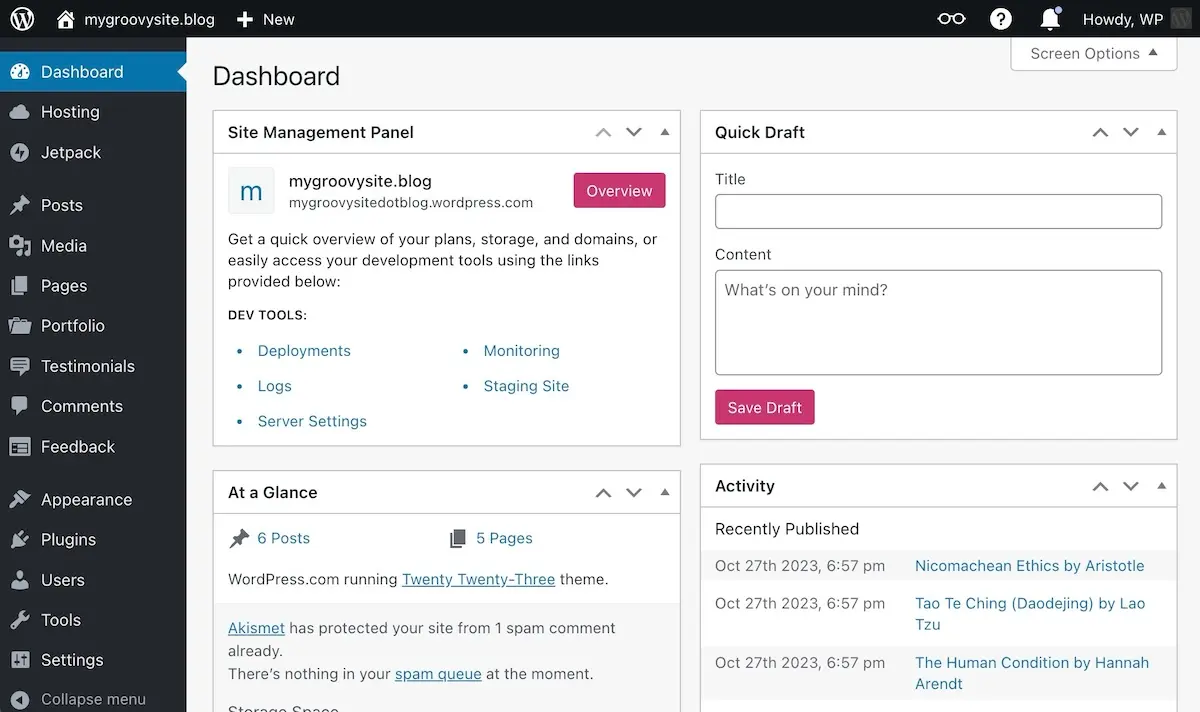 mygroovysite.blog
New
Howdy, WP
Screen Options
Dashboard
Hosting
Jetpack
Posts
Media
Pages
Portfolio
Testimonials
Comments
Feedback
Appearance
Plugins
Users
Tools
Settings
Collapse menu
Dashboard
Site Management Panel
m
mygroovysite.blog
mygroovysitedotblog.wordpress.com
Overview
Get a quick overview of your plans, storage, and domains, or
easily access your development tools using the links
provided below:
DEV TOOLS:
Deployments
Monitoring
Logs
Staging Site
Server Settings
At a Glance
6 Posts
5 Pages
WordPress.com running Twenty Twenty-Three theme.
Akismet has protected your site from 1 spam comment
already.
There's nothing in your spam queue at the moment.
Storage Space
Quick Draft
Title
Content
What's on your mind?
Save Draft
Activity
Recently Published
Oct 27th 2023, 6:57 pm Nicomachean Ethics by Aristotle
Oct 27th 2023, 6:57 pm Tao Te Ching (Daodejing) by Lao
Tzu
Oct 27th 2023, 6:57 pm The Human Condition by Hannah
Arendt